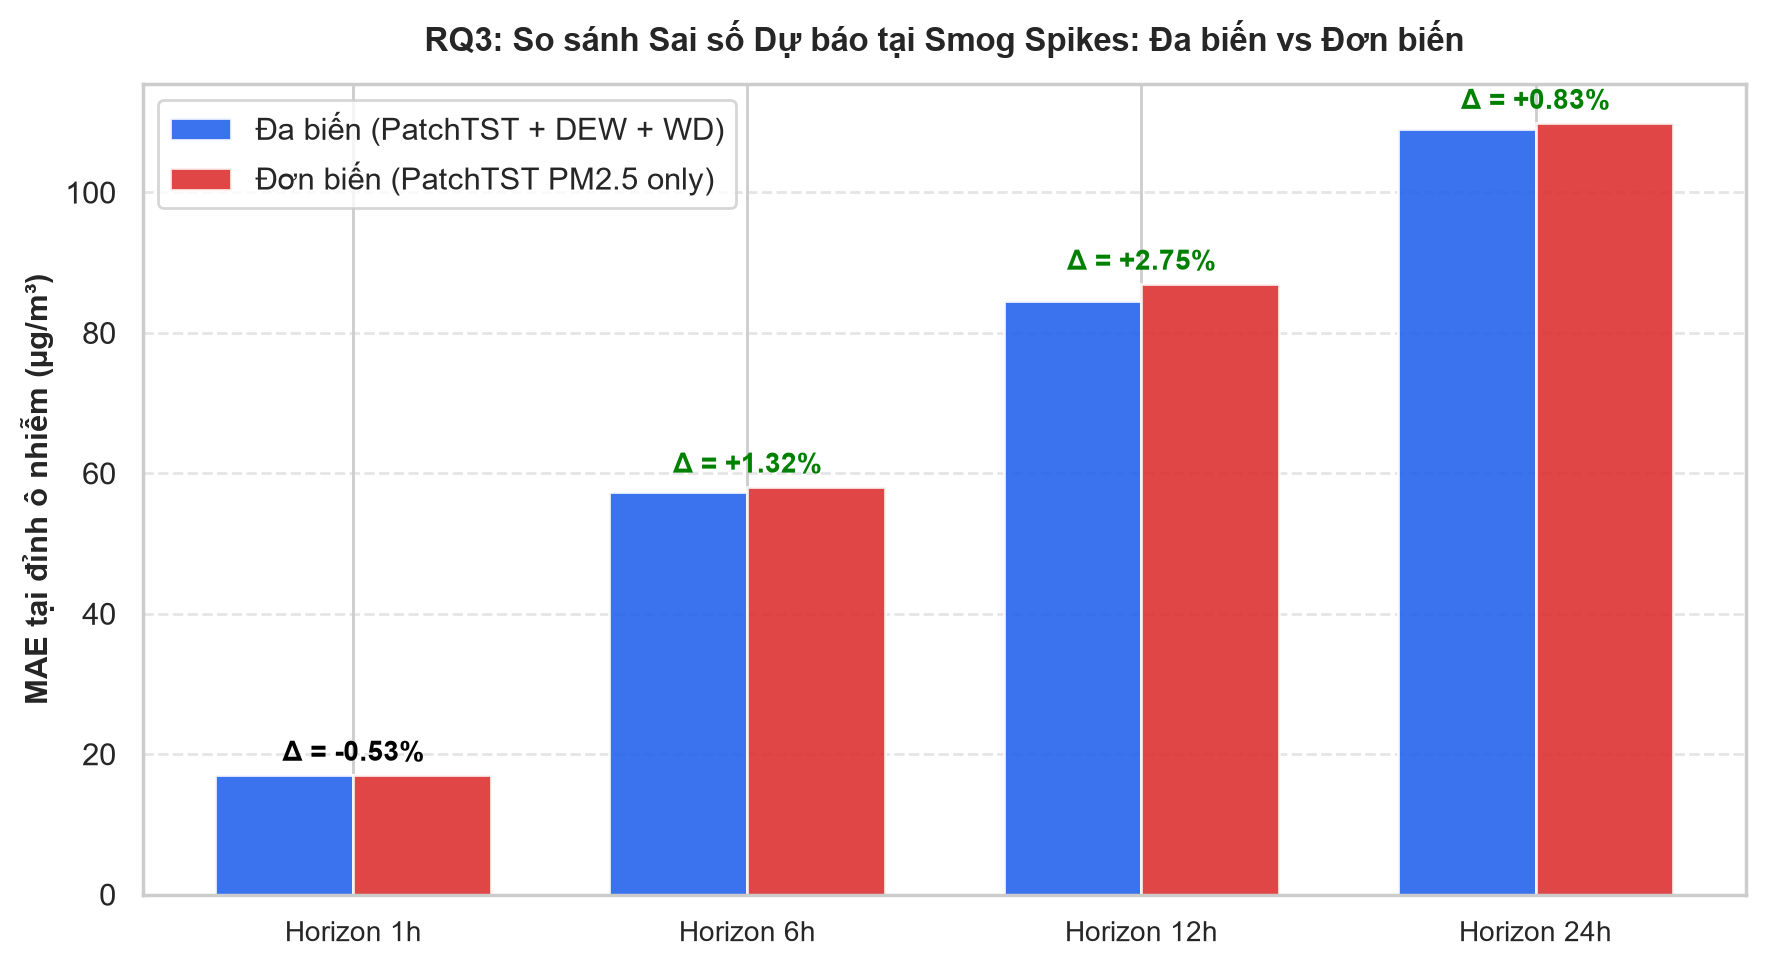 RQ3: So sánh Sai số Dự báo tại Smog Spikes: Đa biến vs Đơn biến
Đa biến (PatchTST + DEW + WD)
Đơn biến (PatchTST PM2.5 only)
MAE tại đỉnh ô nhiễm (µg/m³)
100
80
60
40
20
0
Δ = -0.53%
Δ = +1.32%
Δ = +2.75%
Δ = +0.83%
Horizon 1h
Horizon 6h
Horizon 12h
Horizon 24h